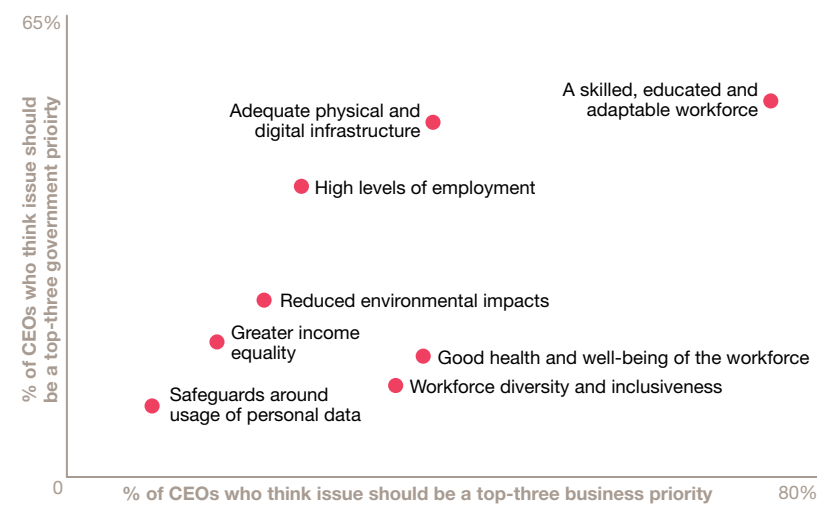 65%
% of CEOs who think issue should
be a top-three government prioirty
A skilled, educated and
adaptable workforce
Adequate physical and
digital infrastructure
High levels of employment
Reduced environmental impacts
Greater income
equality
Good health and well-being of the workforce
Workforce diversity and inclusiveness
Safeguards around
usage of personal data
0
% of CEOs who think issue should be a top-three business priority
80%